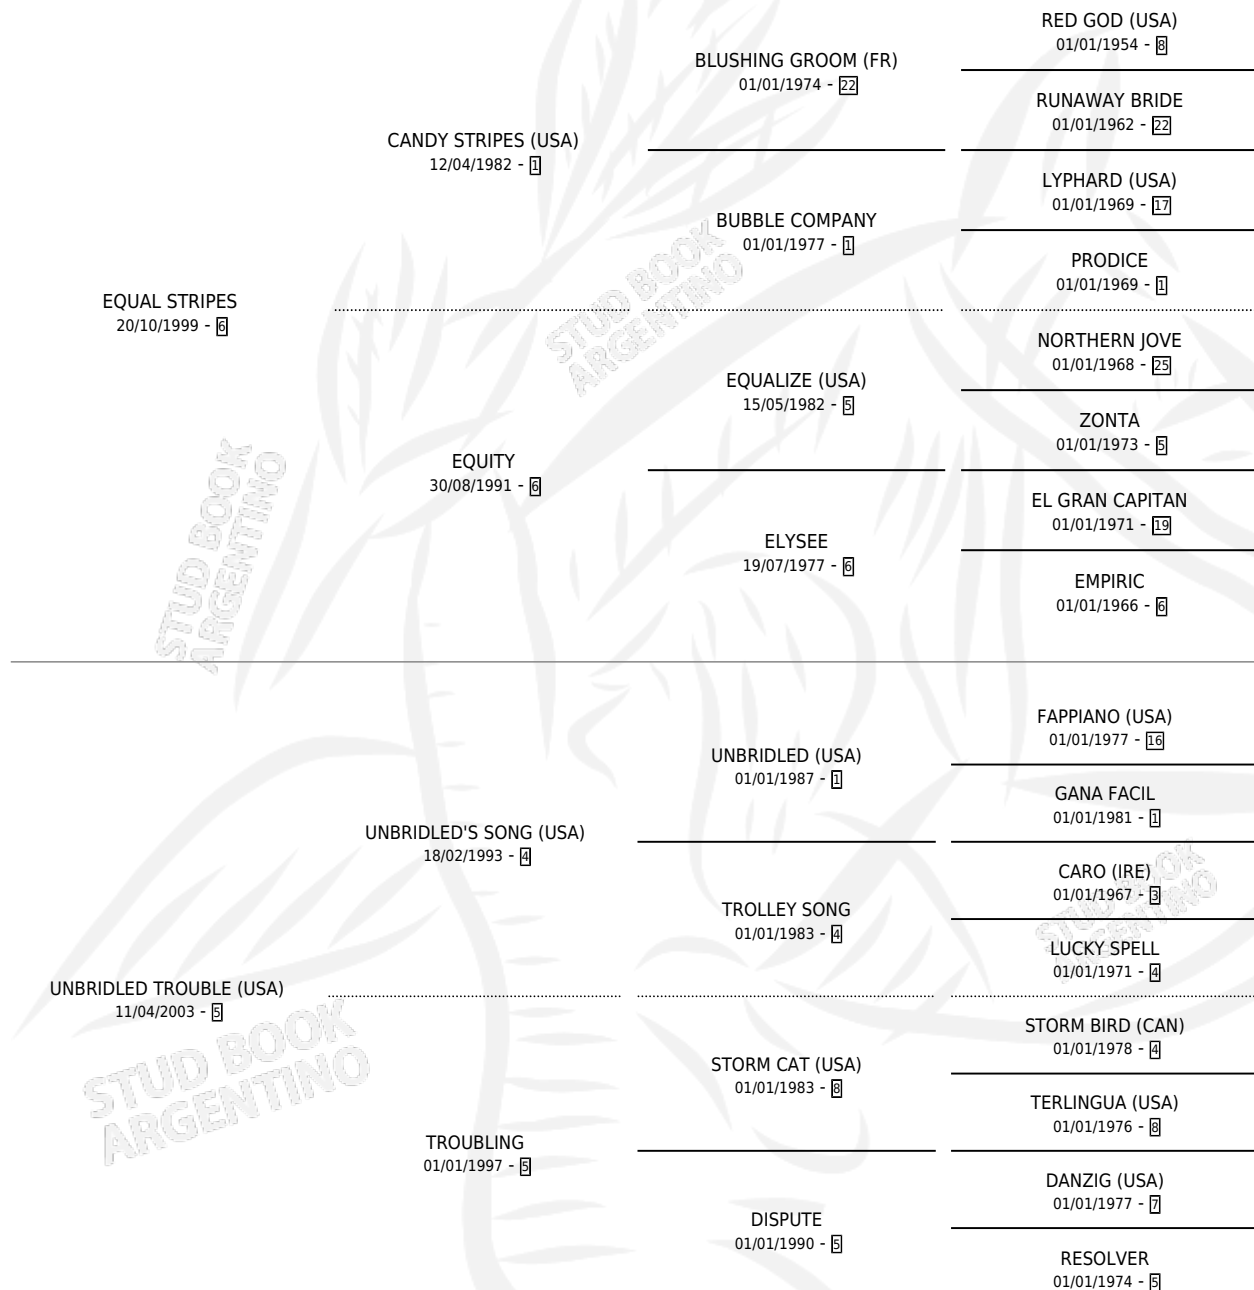 RED GOD (USA)
01/01/1954 - 8
BLUSHING GROOM (FR)
01/01/1974 - 22
RUNAWAY BRIDE
01/01/1962 - 22
CANDY STRIPES (USA)
12/04/1982 - 1
LYPHARD (USA)
01/01/1969 - 17
BUBBLE COMPANY
01/01/1977 - 1
PRODICE
01/01/1969 - 1
EQUAL STRIPES
20/10/1999 - 6
NORTHERN JOVE
01/01/1968 - 25
EQUALIZE (USA)
15/05/1982 - 5
ZONTA
01/01/1973 - 5
EQUITY
30/08/1991 - 6
EL GRAN CAPITAN
01/01/1971 - 19
ELYSEE
19/07/1977 - 6
EMPIRIC
01/01/1966 - 6
STUD BOOK
ARGENTINO
STUD BOOK
ARGENTINO
FAPPIANO (USA)
01/01/1977 - 16
UNBRIDLED (USA)
01/01/1987 - 1
GANA FACIL
01/01/1981 - 1
UNBRIDLED'S SONG (USA)
18/02/1993 - 4
CARO (IRE)
01/01/1967 - 3
TROLLEY SONG
01/01/1983 - 4
LUCKY SPELL
01/01/1971 - 4
STUD BOOK
ARGENTINO
UNBRIDLED TROUBLE (USA)
11/04/2003 - 5
STORM BIRD (CAN)
01/01/1978 - 4
STORM CAT (USA)
01/01/1983 - 8
TERLINGUA (USA)
01/01/1976 - 8
STUD BOOK
ARGENTINO
TROUBLING
01/01/1997 - 5
DANZIG (USA)
01/01/1977 - 7
DISPUTE
01/01/1990 - 5
RESOLVER
01/01/1974 - 5